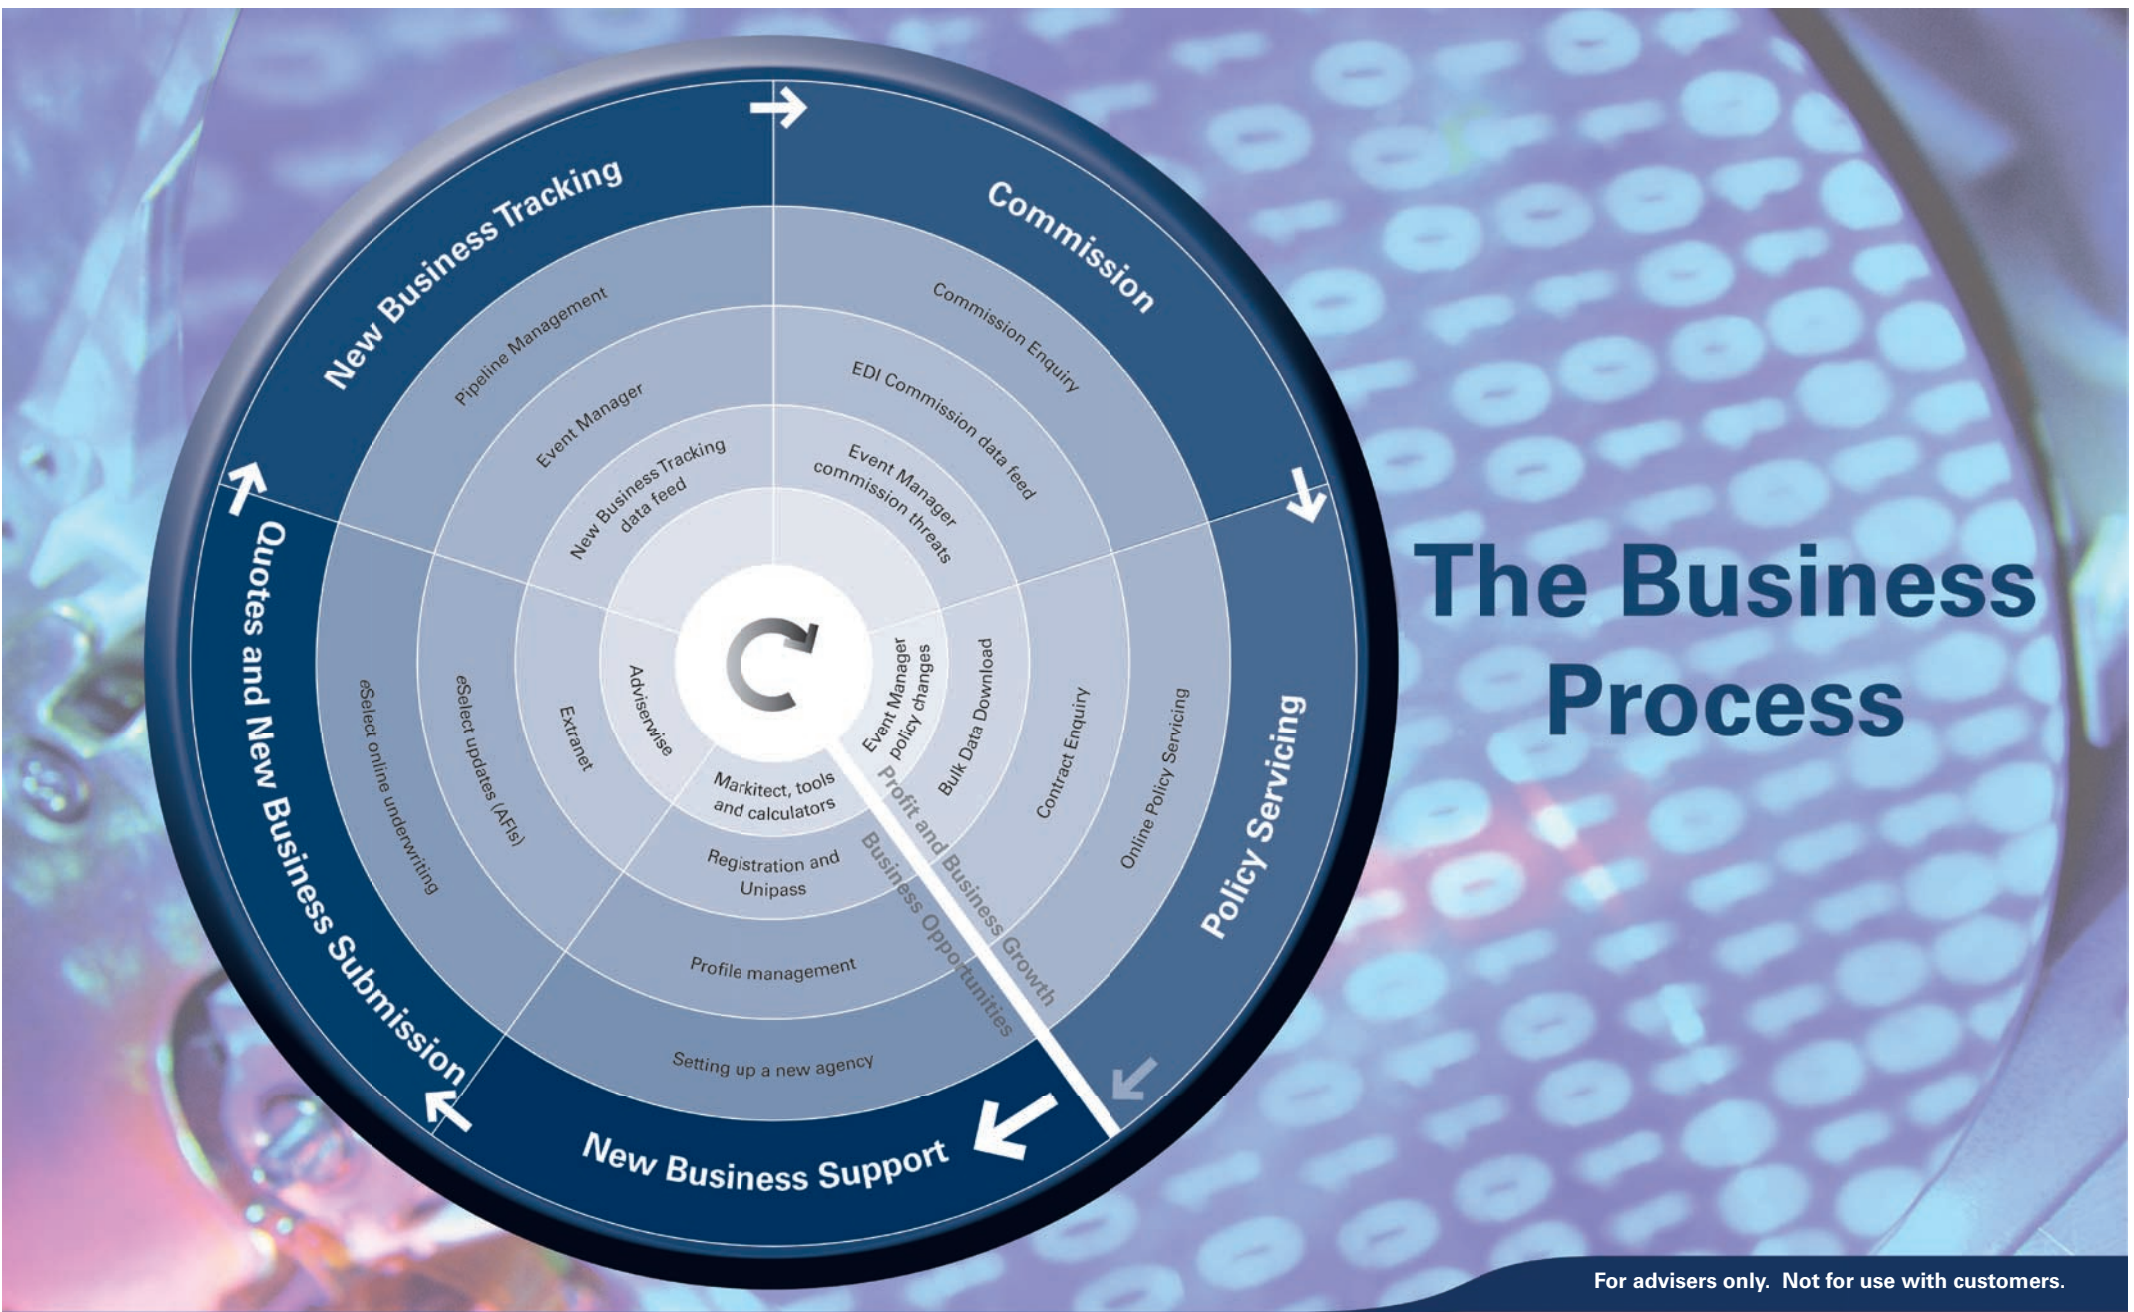 The Business
Process
New Business Tracking
Pipeline Management
Event Manager
New Business Tracking
data feed
Commission
Commission Enquiry
EDI Commission data feed
Event Manager
commission threats
Policy Servicing
Online Policy Servicing
Contract Enquiry
Bulk Data Download
Event Manager
policy changes
Profit and Business Growth
Business Opportunities
New Business Support
Setting up a new agency
Profile management
Registration and
Unipass
Markitect, tools
and calculators
Quotes and New Business Submission
eSelect online underwriting
eSelect updates (AFIs)
Extranet
Adviserwise
For advisers only. Not for use with customers.